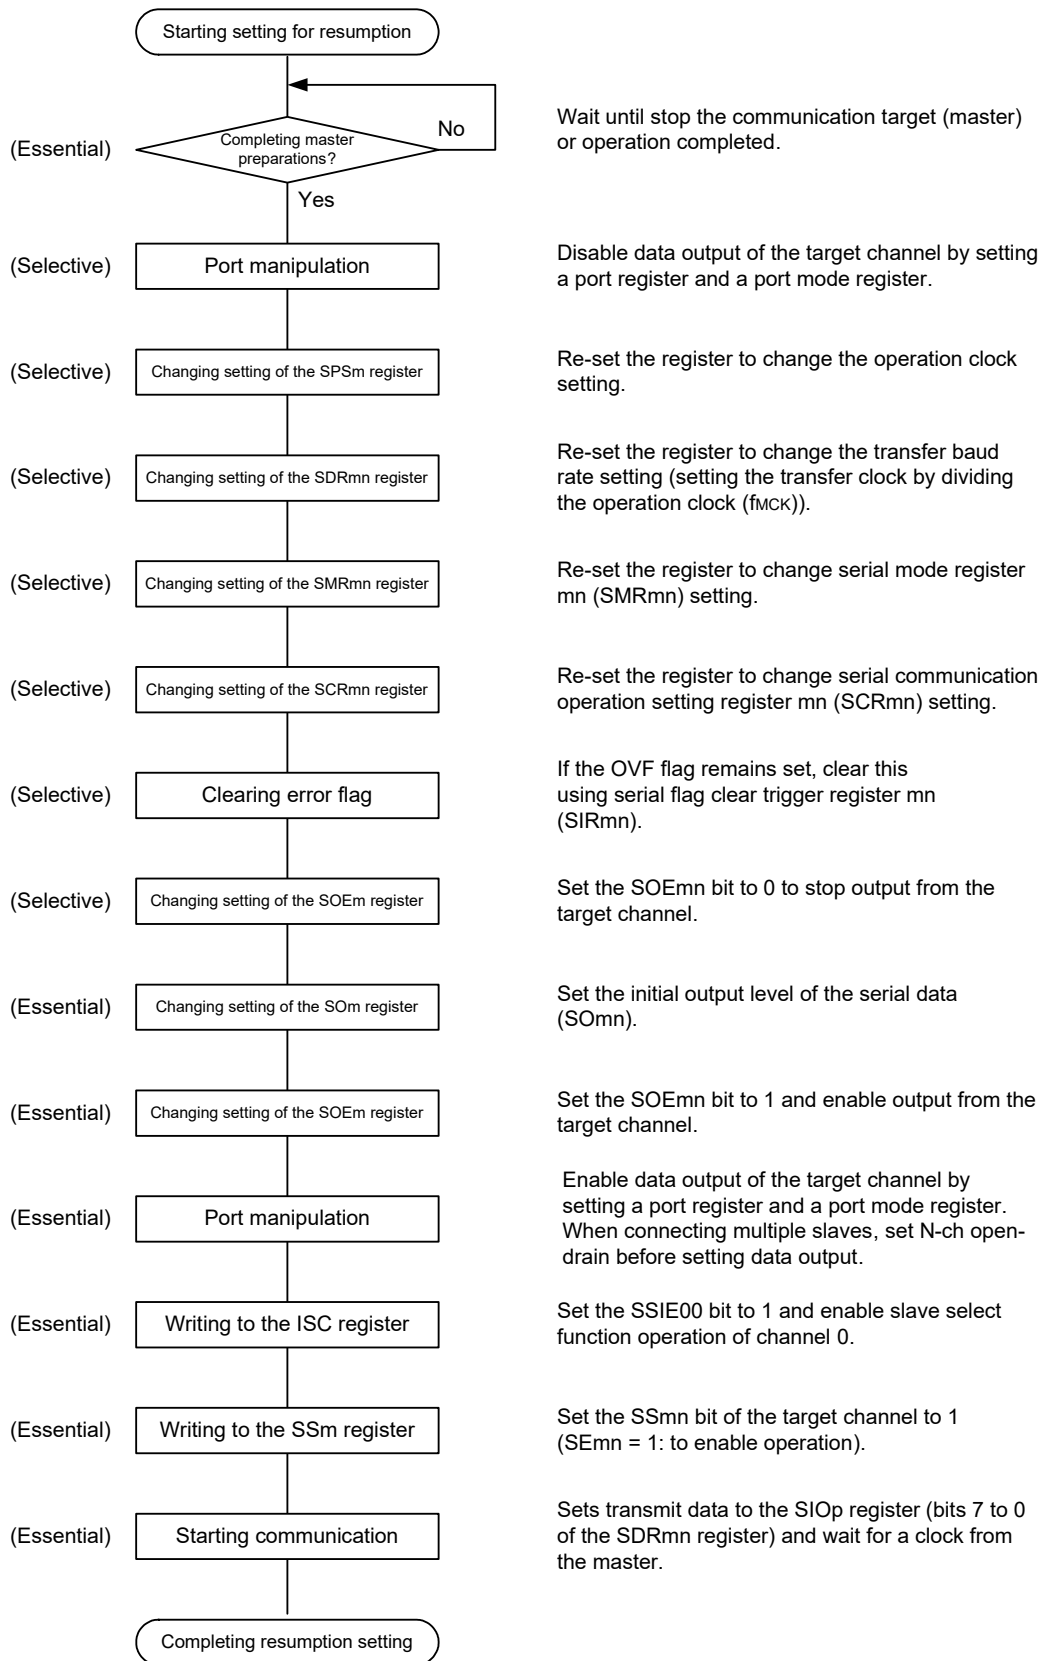 Starting setting for resumption
(Essential)
Completing master
preparations?
No
Yes
Wait until stop the communication target (master)
or operation completed.
(Selective)
Port manipulation
Disable data output of the target channel by setting
a port register and a port mode register.
(Selective)
Changing setting of the SPSm register
Re-set the register to change the operation clock
setting.
(Selective)
Changing setting of the SDRmn register
Re-set the register to change the transfer baud
rate setting (setting the transfer clock by dividing
the operation clock (fMCK)).
(Selective)
Changing setting of the SMRmn register
Re-set the register to change serial mode register
mn (SMRmn) setting.
(Selective)
Changing setting of the SCRmn register
Re-set the register to change serial communication
operation setting register mn (SCRmn) setting.
(Selective)
Clearing error flag
If the OVF flag remains set, clear this
using serial flag clear trigger register mn
(SIRmn).
(Selective)
Changing setting of the SOEm register
Set the SOEmn bit to 0 to stop output from the
target channel.
(Essential)
Changing setting of the SOm register
Set the initial output level of the serial data
(SOmn).
(Essential)
Changing setting of the SOEm register
Set the SOEmn bit to 1 and enable output from the
target channel.
(Essential)
Port manipulation
Enable data output of the target channel by
setting a port register and a port mode register.
When connecting multiple slaves, set N-ch open-
drain before setting data output.
(Essential)
Writing to the ISC register
Set the SSIE00 bit to 1 and enable slave select
function operation of channel 0.
(Essential)
Writing to the SSm register
Set the SSmn bit of the target channel to 1
(SEmn = 1: to enable operation).
(Essential)
Starting communication
Sets transmit data to the SIOp register (bits 7 to 0
of the SDRmn register) and wait for a clock from
the master.
Completing resumption setting